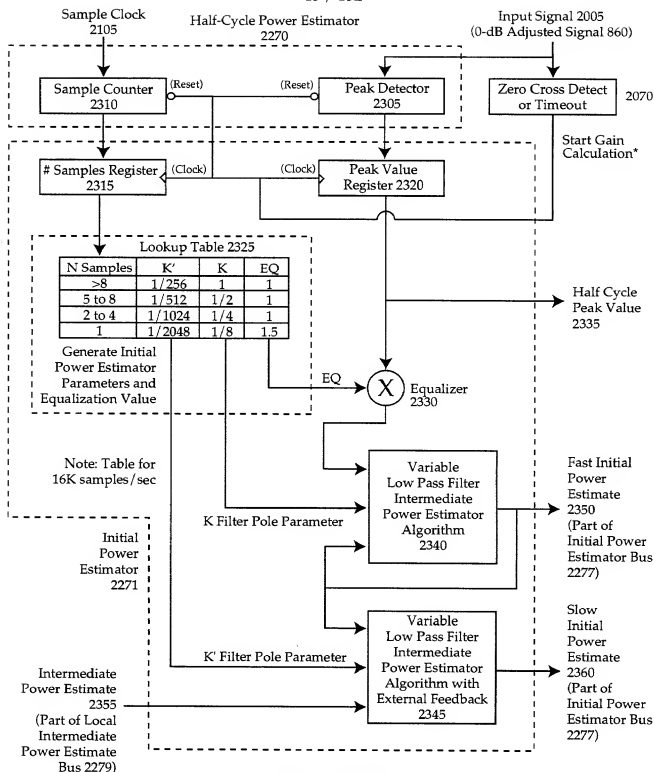 Sample Clock
2105
Half-Cycle Power Estimator
2270
Input Signal 2005
(0-dB Adjusted Signal 860)
Sample Counter
2310
(Reset)
(Reset)
Peak Detector
2305
Zero Cross Detect
or Timeout
2070
Start Gain
Calculation*
# Samples Register
2315
(Clock)
(Clock)
Peak Value
Register 2320
Lookup Table 2325
N Samples K' K EQ
>8 1/256 1 1
5 to 8 1/512 1/2 1
2 to 4 1/1024 1/4 1
1 1/2048 1/8 1.5
Generate Initial
Power Estimator
Parameters and
Equalization Value
Half Cycle
Peak Value
2335
EQ
X
Equalizer
2330
Note: Table for
16K samples/sec
K Filter Pole Parameter
Variable
Low Pass Filter
Intermediate
Power Estimator
Algorithm
2340
Fast Initial
Power
Estimate
2350
(Part of
Initial Power
Estimator Bus
2277)
Initial
Power
Estimator
2271
K' Filter Pole Parameter
Variable
Low Pass Filter
Intermediate
Power Estimator
Algorithm with
External Feedback
2345
Slow
Initial
Power
Estimate
2360
(Part of
Initial Power
Estimator Bus
2277)
Intermediate
Power Estimate
2355
(Part of Local
Intermediate
Power Estimate
Bus 2279)